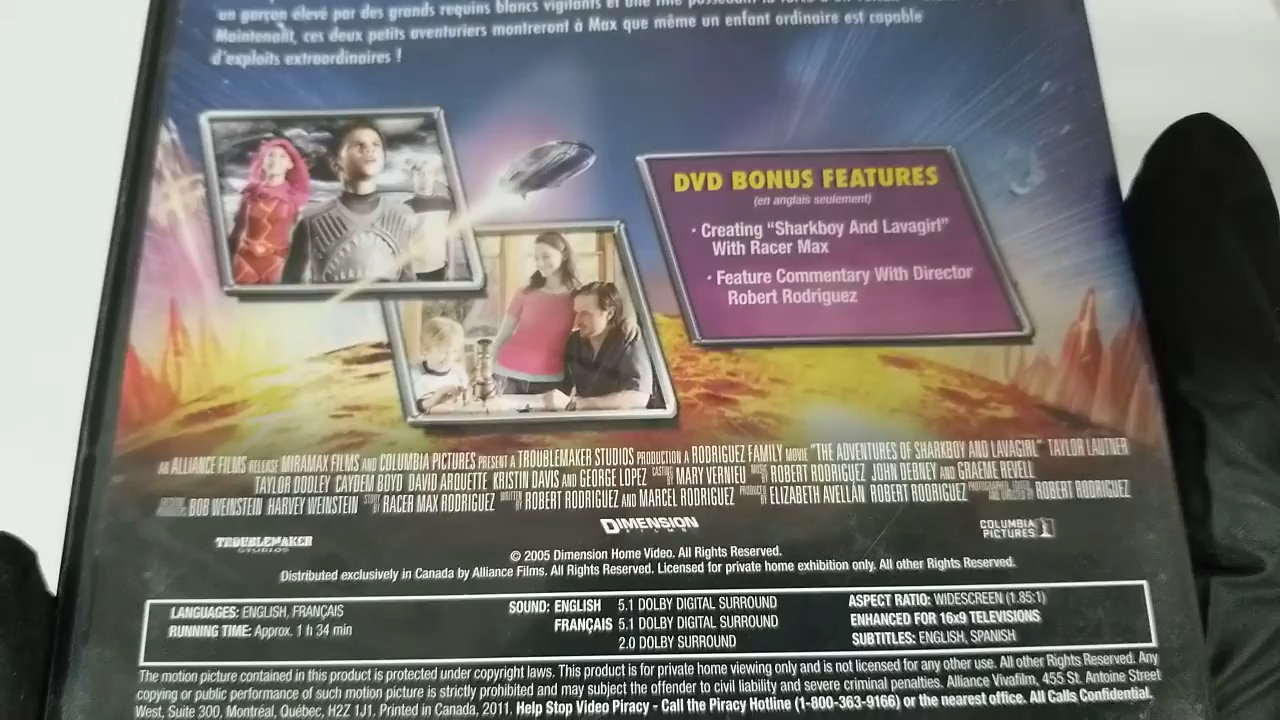 un garçon élevé par des grands requins blancs vigilants et une
Maintenant, ces deux petits aventuriers montreront à Max que même un enfant ordinaire est capable
d'exploits extraordinaires !
DVD BONUS FEATURES
(en anglais seulement)
· Creating "Sharkboy And Lavagirl"
With Racer Max
· Feature Commentary With Director
Robert Rodriguez
AN ALLIANCE FILMS RELEASE MIRAMAX FILMS AND COLUMBIA PICTURES PRESENT A TROUBLEMAKER STUDIOS PRODUCTION A RODRIGUEZ FAMILY MOVIE "THE ADVENTURES OF SHARKBOY AND LAVAGIRL" TAYLOR LAUTNER
TAYLOR DOOLEY CAYDEM BOYD DAVID ARQUETTE KRISTIN DAVIS AND GEORGE LOPEZ CASTING BY MARY VERNIEU MUSIC BY ROBERT RODRIGUEZ JOHN DEBNEY AND GRAEME REVELL
BOB WEINSTEIN HARVEY WEINSTEIN STORY BY RACER MAX RODRIGUEZ WRITTEN BY ROBERT RODRIGUEZ AND MARCEL RODRIGUEZ PRODUCED BY ELIZABETH AVELLÁN ROBERT RODRIGUEZ ROBERT RODRIGUEZ
TROUBLEMAKER
STUDIOS
DIMENSION
FILMS
COLUMBIA
PICTURES
© 2005 Dimension Home Video. All Rights Reserved.
Distributed exclusively in Canada by Alliance Films. All Rights Reserved. Licensed for private home exhibition only. All other Rights Reserved.
LANGUAGES: ENGLISH, FRANÇAIS
RUNNING TIME: Approx. 1 h 34 min
SOUND: ENGLISH 5.1 DOLBY DIGITAL SURROUND
FRANÇAIS 5.1 DOLBY DIGITAL SURROUND
2.0 DOLBY SURROUND
ASPECT RATIO: WIDESCREEN (1.85:1)
ENHANCED FOR 16x9 TELEVISIONS
SUBTITLES: ENGLISH, SPANISH
The motion picture contained in this product is protected under copyright laws. This product is for private home viewing only and is not licensed for any other use. All other Rights Reserved. Any
copying or public performance of such motion picture is strictly prohibited and may subject the offender to civil liability and severe criminal penalties. Alliance Vivafilm, 455 St. Antoine Street
West, Suite 300, Montréal, Québec, H2Z 1J1. Printed in Canada, 2011. Help Stop Video Piracy - Call the Piracy Hotline (1-800-363-9166) or the nearest office. All Calls Confidential.